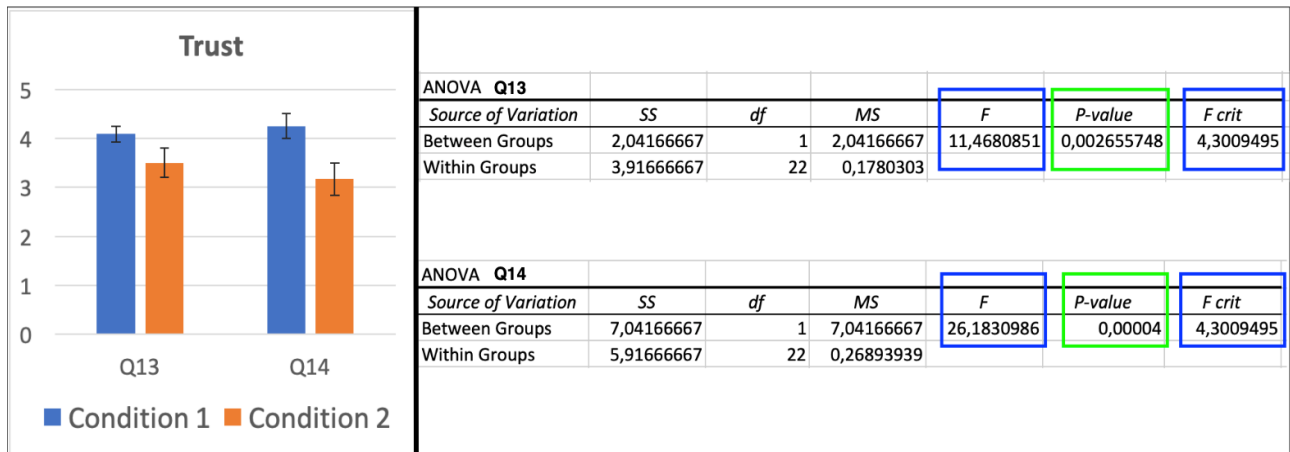 Trust
5
4
3
2
1
0
Q13 Q14
Condition 1 Condition 2
ANOVA Q13
Source of Variation SS df MS F P-value F crit
Between Groups 2,04166667 1 2,04166667 11,4680851 0,002655748 4,3009495
Within Groups 3,91666667 22 0,1780303
ANOVA Q14
Source of Variation SS df MS F P-value F crit
Between Groups 7,04166667 1 7,04166667 26,1830986 0,00004 4,3009495
Within Groups 5,91666667 22 0,26893939